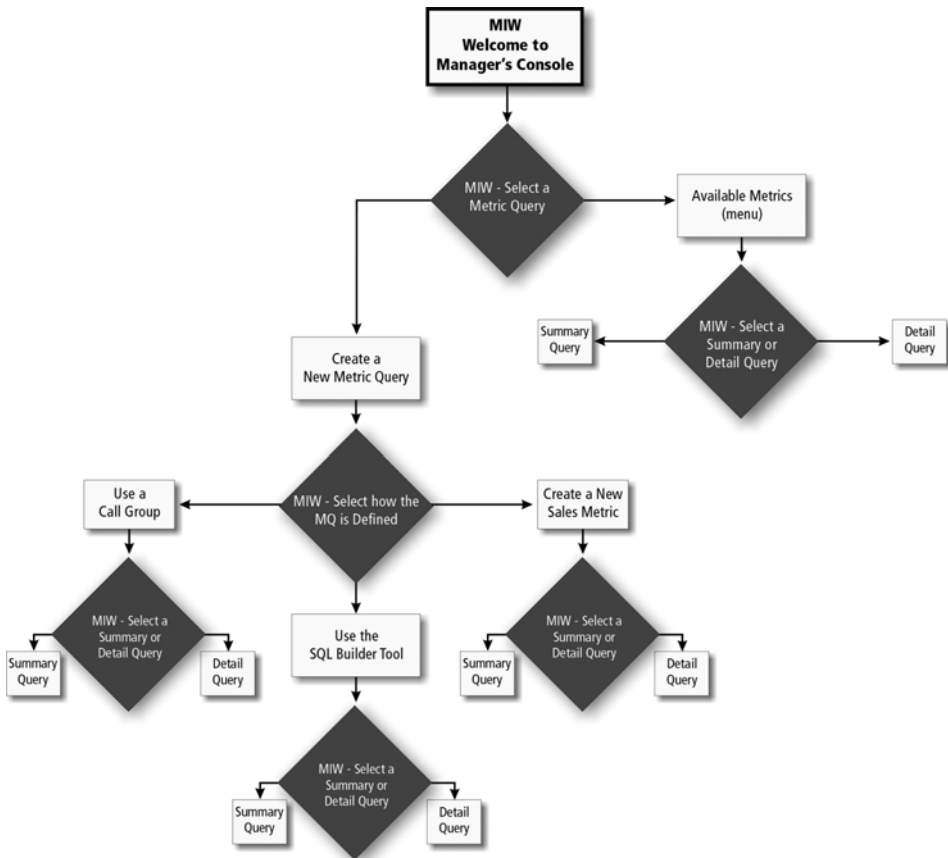 MIW
Welcome to
Manager's Console
MIW - Select a
Metric Query
Available Metrics
(menu)
MIW - Select a
Summary or
Detail Query
Summary
Query
Detail
Query
Create a
New Metric Query
MIW - Select how the
MQ is Defined
Use a
Call Group
Create a New
Sales Metric
MIW - Select a
Summary or
Detail Query
Summary
Query
Detail
Query
Use the
SQL Builder Tool
MIW - Select a
Summary or
Detail Query
Summary
Query
Detail
Query
MIW - Select a
Summary or
Detail Query
Summary
Query
Detail
Query